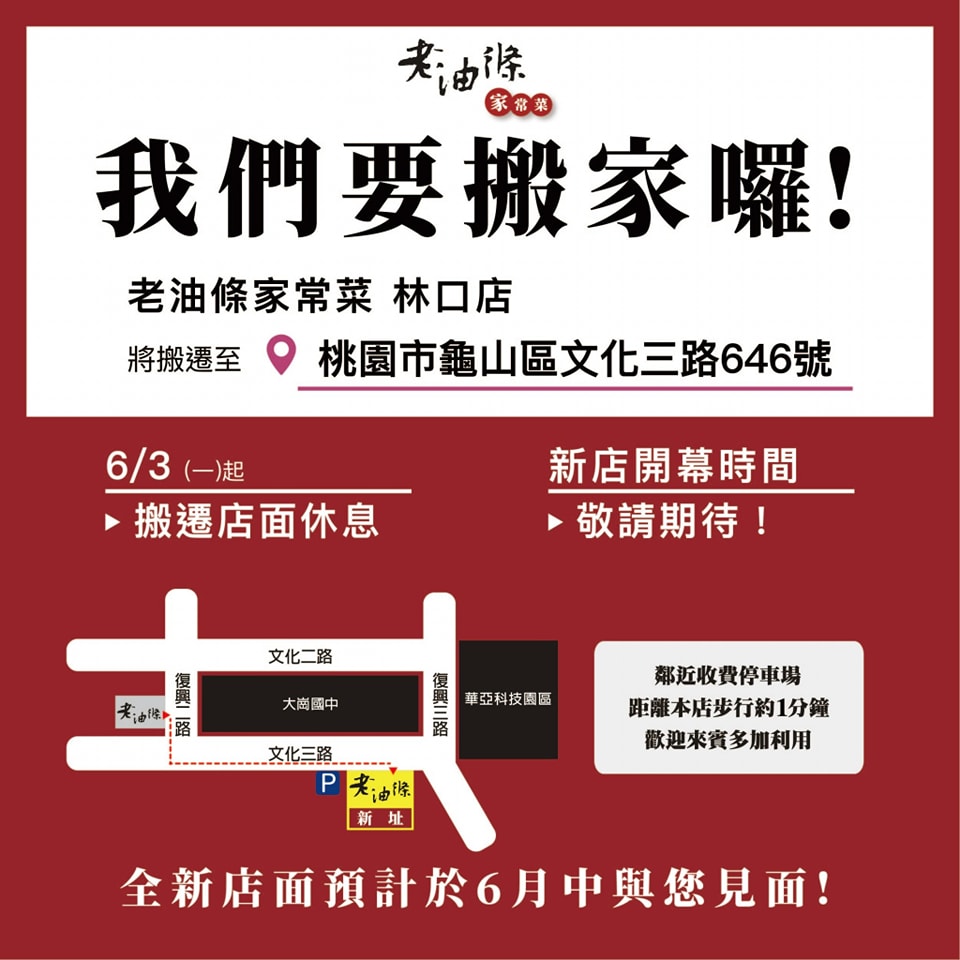 老油條
家常菜
我們要搬家囉!
老油條家常菜 林口店
將搬遷至 桃園市龜山區文化三路646號
6/3 (一)起
▸ 搬遷店面休息
新店開幕時間
▸ 敬請期待！
文化二路
復興二路
大崗國中
復興三路
華亞科技園區
老油條
文化三路
P
老油條
新址
鄰近收費停車場
距離本店步行約1分鐘
歡迎來賓多加利用
全新店面預計於6月中與您見面!